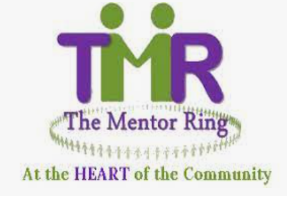 TMR
The Mentor Ring
At the HEART of the Community